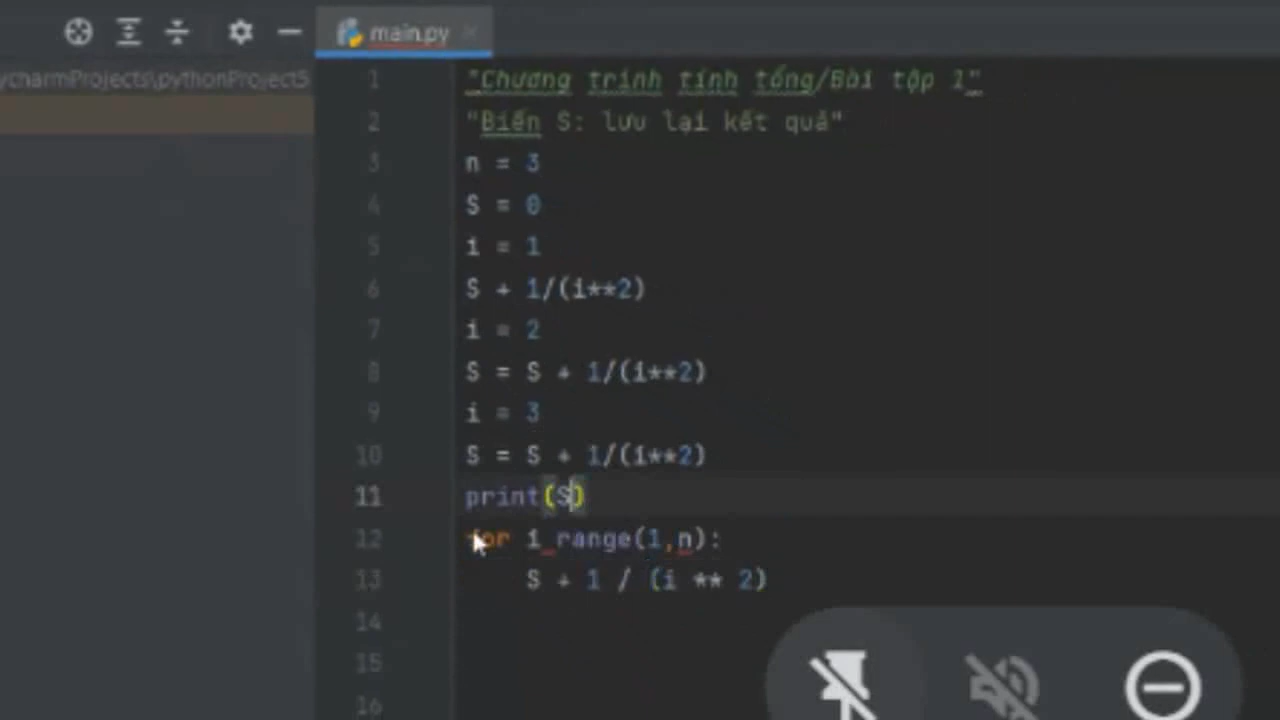 ycharmProjects\pythonProject5
main.py
1 "Chương trình tính tổng/Bài tập 1"
2 "Biến S: lưu lại kết quả"
3 n = 3
4 S = 0
5 i = 1
6 S + 1/(i**2)
7 i = 2
8 S = S + 1/(i**2)
9 i = 3
10 S = S + 1/(i**2)
11 print(S)
12 for i range(1,n):
13 S + 1 / (i ** 2)
14
15
16